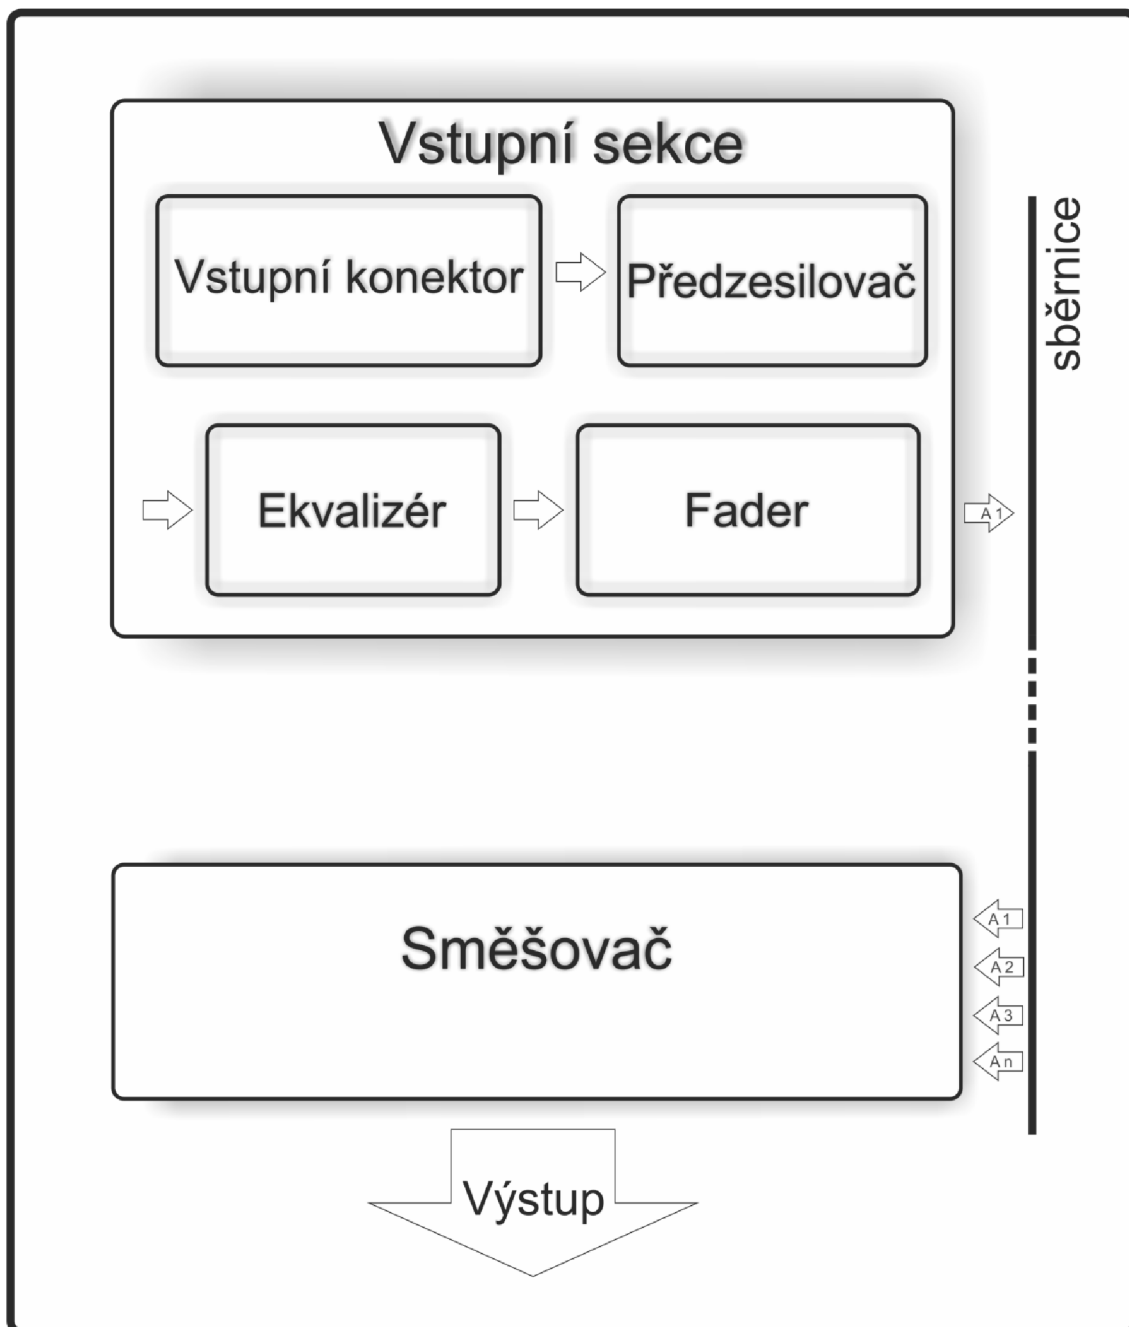 Vstupní sekce
Vstupní konektor
Předzesilovač
sběrnice
Ekvalizér
Fader
A1
Směšovač
A1
A2
A3
An
Výstup